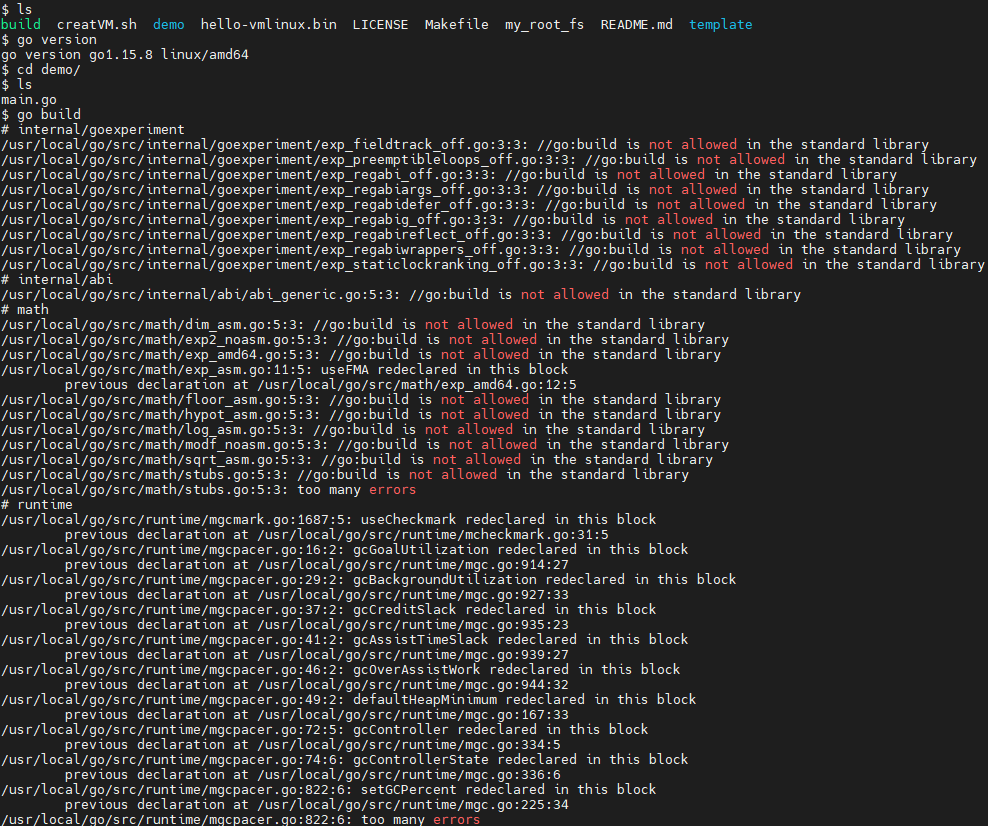 $ ls
build  creatVM.sh  demo  hello-vmlinux.bin  LICENSE  Makefile  my_root_fs  README.md  template
$ go version
go version go1.15.8 linux/amd64
$ cd demo/
$ ls
main.go
$ go build
# internal/goexperiment
/usr/local/go/src/internal/goexperiment/exp_fieldtrack_off.go:3:3: //go:build is not allowed in the standard library
/usr/local/go/src/internal/goexperiment/exp_preemptibleloops_off.go:3:3: //go:build is not allowed in the standard library
/usr/local/go/src/internal/goexperiment/exp_regabi_off.go:3:3: //go:build is not allowed in the standard library
/usr/local/go/src/internal/goexperiment/exp_regabiargs_off.go:3:3: //go:build is not allowed in the standard library
/usr/local/go/src/internal/goexperiment/exp_regabidefer_off.go:3:3: //go:build is not allowed in the standard library
/usr/local/go/src/internal/goexperiment/exp_regabig_off.go:3:3: //go:build is not allowed in the standard library
/usr/local/go/src/internal/goexperiment/exp_regabireflect_off.go:3:3: //go:build is not allowed in the standard library
/usr/local/go/src/internal/goexperiment/exp_regabiwrappers_off.go:3:3: //go:build is not allowed in the standard library
/usr/local/go/src/internal/goexperiment/exp_staticlockranking_off.go:3:3: //go:build is not allowed in the standard library
# internal/abi
/usr/local/go/src/internal/abi/abi_generic.go:5:3: //go:build is not allowed in the standard library
# math
/usr/local/go/src/math/dim_asm.go:5:3: //go:build is not allowed in the standard library
/usr/local/go/src/math/exp2_noasm.go:5:3: //go:build is not allowed in the standard library
/usr/local/go/src/math/exp_amd64.go:5:3: //go:build is not allowed in the standard library
/usr/local/go/src/math/exp_asm.go:11:5: useFMA redeclared in this block
        previous declaration at /usr/local/go/src/math/exp_amd64.go:12:5
/usr/local/go/src/math/floor_asm.go:5:3: //go:build is not allowed in the standard library
/usr/local/go/src/math/hypot_asm.go:5:3: //go:build is not allowed in the standard library
/usr/local/go/src/math/log_asm.go:5:3: //go:build is not allowed in the standard library
/usr/local/go/src/math/modf_noasm.go:5:3: //go:build is not allowed in the standard library
/usr/local/go/src/math/sqrt_asm.go:5:3: //go:build is not allowed in the standard library
/usr/local/go/src/math/stubs.go:5:3: //go:build is not allowed in the standard library
/usr/local/go/src/math/stubs.go:5:3: too many errors
# runtime
/usr/local/go/src/runtime/mgcmark.go:1687:5: useCheckmark redeclared in this block
        previous declaration at /usr/local/go/src/runtime/mcheckmark.go:31:5
/usr/local/go/src/runtime/mgcpacer.go:16:2: gcGoalUtilization redeclared in this block
        previous declaration at /usr/local/go/src/runtime/mgc.go:914:27
/usr/local/go/src/runtime/mgcpacer.go:29:2: gcBackgroundUtilization redeclared in this block
        previous declaration at /usr/local/go/src/runtime/mgc.go:927:33
/usr/local/go/src/runtime/mgcpacer.go:37:2: gcCreditSlack redeclared in this block
        previous declaration at /usr/local/go/src/runtime/mgc.go:935:23
/usr/local/go/src/runtime/mgcpacer.go:41:2: gcAssistTimeSlack redeclared in this block
        previous declaration at /usr/local/go/src/runtime/mgc.go:939:27
/usr/local/go/src/runtime/mgcpacer.go:46:2: gcOverAssistWork redeclared in this block
        previous declaration at /usr/local/go/src/runtime/mgc.go:944:32
/usr/local/go/src/runtime/mgcpacer.go:49:2: defaultHeapMinimum redeclared in this block
        previous declaration at /usr/local/go/src/runtime/mgc.go:167:33
/usr/local/go/src/runtime/mgcpacer.go:72:5: gcController redeclared in this block
        previous declaration at /usr/local/go/src/runtime/mgc.go:334:5
/usr/local/go/src/runtime/mgcpacer.go:74:6: gcControllerState redeclared in this block
        previous declaration at /usr/local/go/src/runtime/mgc.go:336:6
/usr/local/go/src/runtime/mgcpacer.go:822:6: setGCPercent redeclared in this block
        previous declaration at /usr/local/go/src/runtime/mgc.go:225:34
/usr/local/go/src/runtime/mgcpacer.go:822:6: too many errors